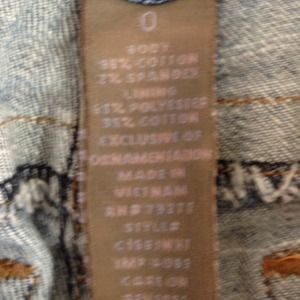 0
BODY
98% COTTON
2% SPANDEX
LINING
65% POLYESTER
35% COTTON
EXCLUSIVE OF
ORNAMENTATION
MADE IN
VIETNAM
STYLE#
CARE ON